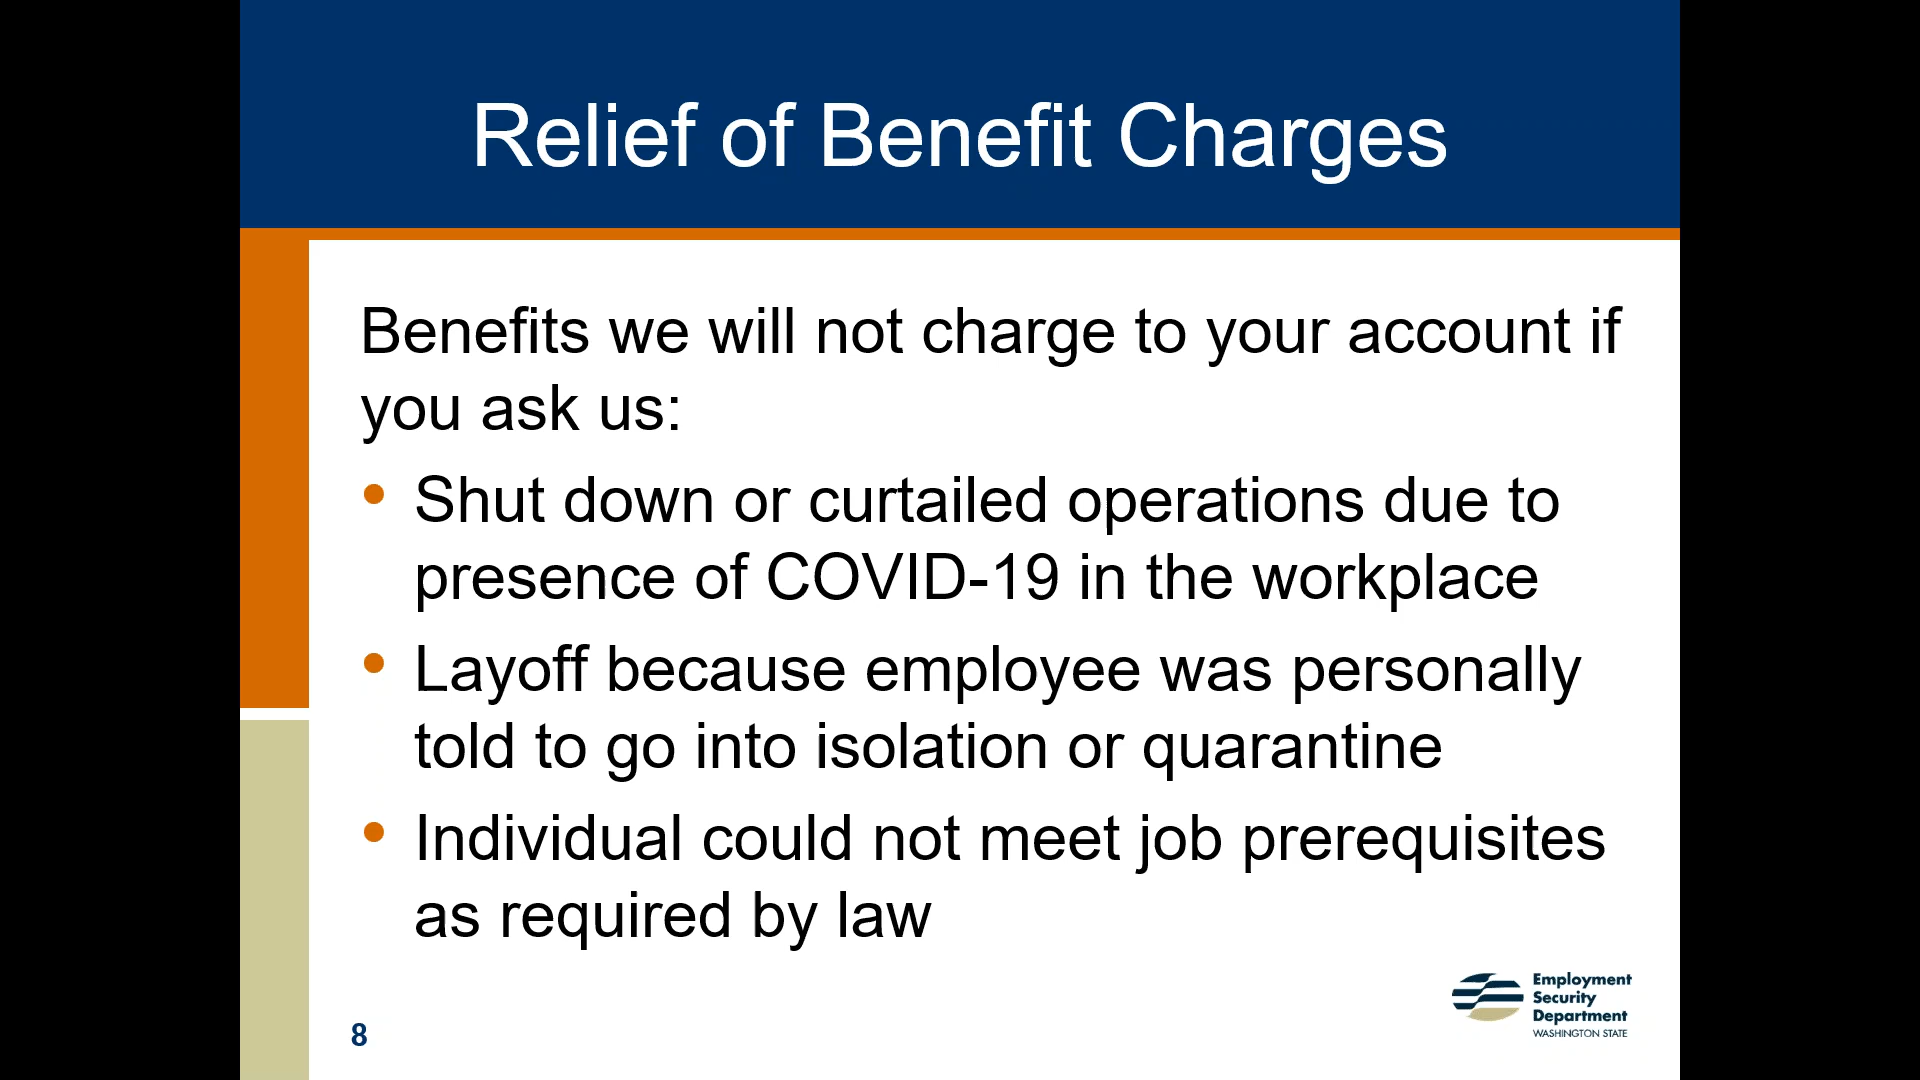 Relief of Benefit Charges
Benefits we will not charge to your account if
you ask us:
• Shut down or curtailed operations due to
presence of COVID-19 in the workplace
• Layoff because employee was personally
told to go into isolation or quarantine
• Individual could not meet job prerequisites
as required by law
Employment
Security
Department
WASHINGTON STATE
8